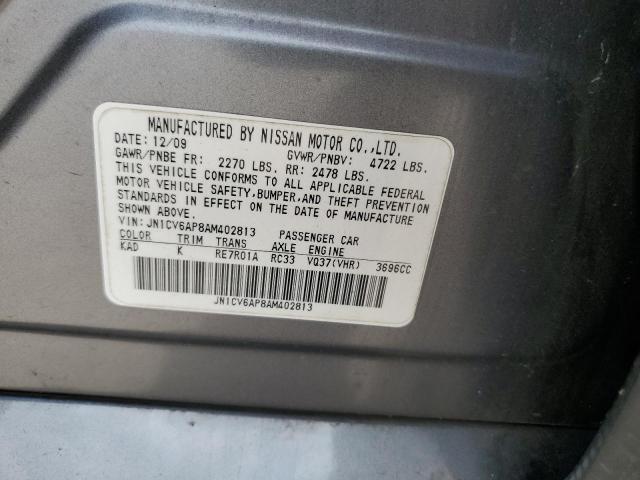 MANUFACTURED BY NISSAN MOTOR CO.,LTD.
DATE: 12/09 GVWR/PNBV: 4722 LBS.
GAWR/PNBE FR: 2270 LBS. RR: 2478 LBS.
THIS VEHICLE CONFORMS TO ALL APPLICABLE FEDERAL
MOTOR VEHICLE SAFETY,BUMPER,AND THEFT PREVENTION
STANDARDS IN EFFECT ON THE DATE OF MANUFACTURE
SHOWN ABOVE.
VIN: JN1CV6AP8AM402813 PASSENGER CAR
COLOR TRIM TRANS AXLE ENGINE
KAD K RE7R01A RC33 VQ37(VHR) 3696CC
JN1CV6AP8AM402813